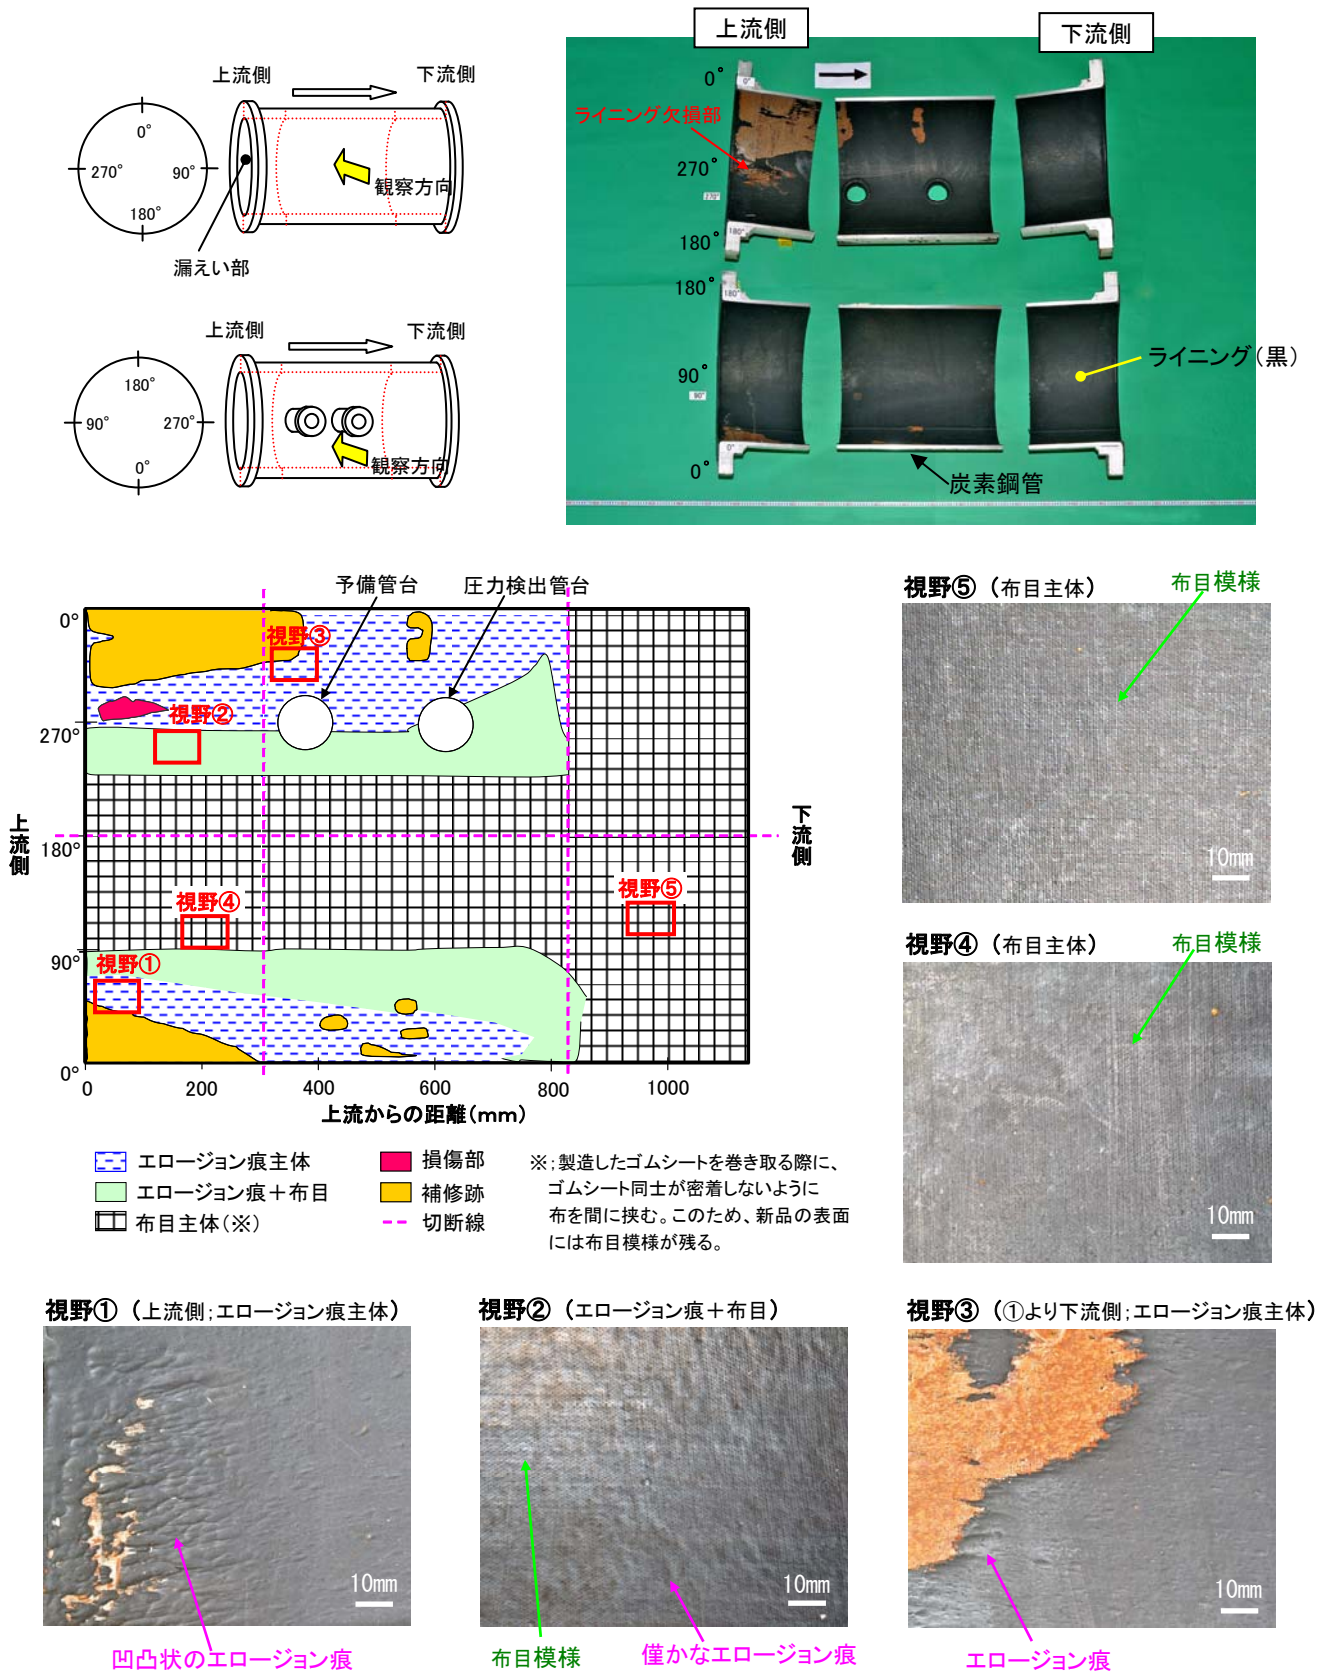 上流側
下流側
0°
270°
90°
180°
観察方向
漏えい部
上流側
下流側
180°
90°
270°
0°
観察方向
上流側
下流側
0°
0°
ライニング欠損部
270°
270°
180°
180°
180°
180°
90°
90°
ライニング(黒)
0°
0°
炭素鋼管
予備管台
圧力検出管台
0°
視野③
視野②
270°
上流側
下流側
180°
視野④
視野⑤
90°
視野①
0°
0
200
400
600
800
1000
上流からの距離(mm)
エロージョン痕主体
エロージョン痕+布目
布目主体(※)
損傷部
補修跡
切断線
※;製造したゴムシートを巻き取る際に、
ゴムシート同士が密着しないように
布を間に挟む。このため、新品の表面
には布目模様が残る。
視野⑤ (布目主体)
布目模様
10mm
視野④ (布目主体)
布目模様
10mm
視野① (上流側;エロージョン痕主体)
10mm
凹凸状のエロージョン痕
視野② (エロージョン痕+布目)
10mm
布目模様
僅かなエロージョン痕
視野③ (①より下流側;エロージョン痕主体)
10mm
エロージョン痕